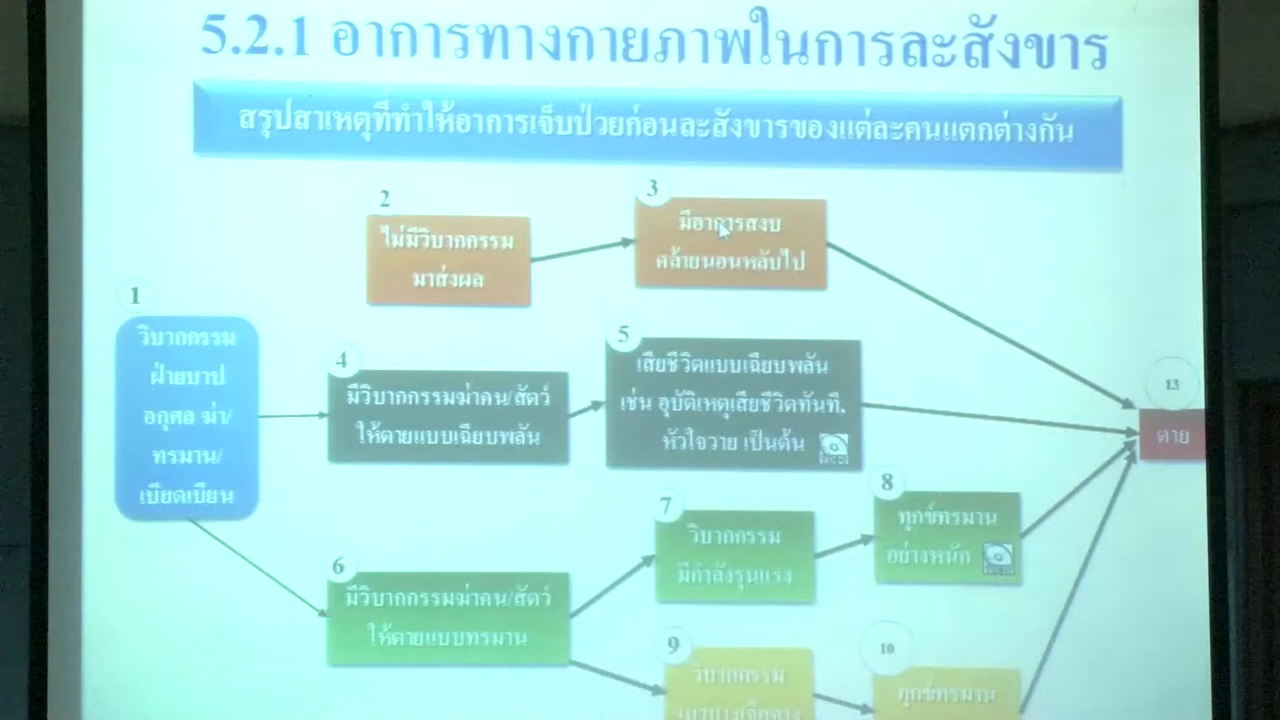 5.2.1 อาการทางกายภาพในการละสังขาร
สรุปสาเหตุที่ทำให้อาการเจ็บป่วยก่อนละสังขารของแต่ละคนแตกต่างกัน
1
วิบากกรรม
ฝ่ายบาป
อกุศล ฆ่า/
ทรมาน/
เบียดเบียน
2
ไม่มีวิบากกรรม
มาส่งผล
3
มีอาการสงบ
คล้ายนอนหลับไป
4
มีวิบากกรรมฆ่าคน/สัตว์
ให้ตายแบบเฉียบพลัน
5
เสียชีวิตแบบเฉียบพลัน
เช่น อุบัติเหตุเสียชีวิตทันที,
หัวใจวาย เป็นต้น
6
มีวิบากกรรมฆ่าคน/สัตว์
ให้ตายแบบทรมาน
7
วิบากกรรม
มีกำลังรุนแรง
8
ทุกข์ทรมาน
อย่างหนัก
9
วิบากกรรม
เบาบางเจือจาง
10
ทุกข์ทรมาน
13
ตาย